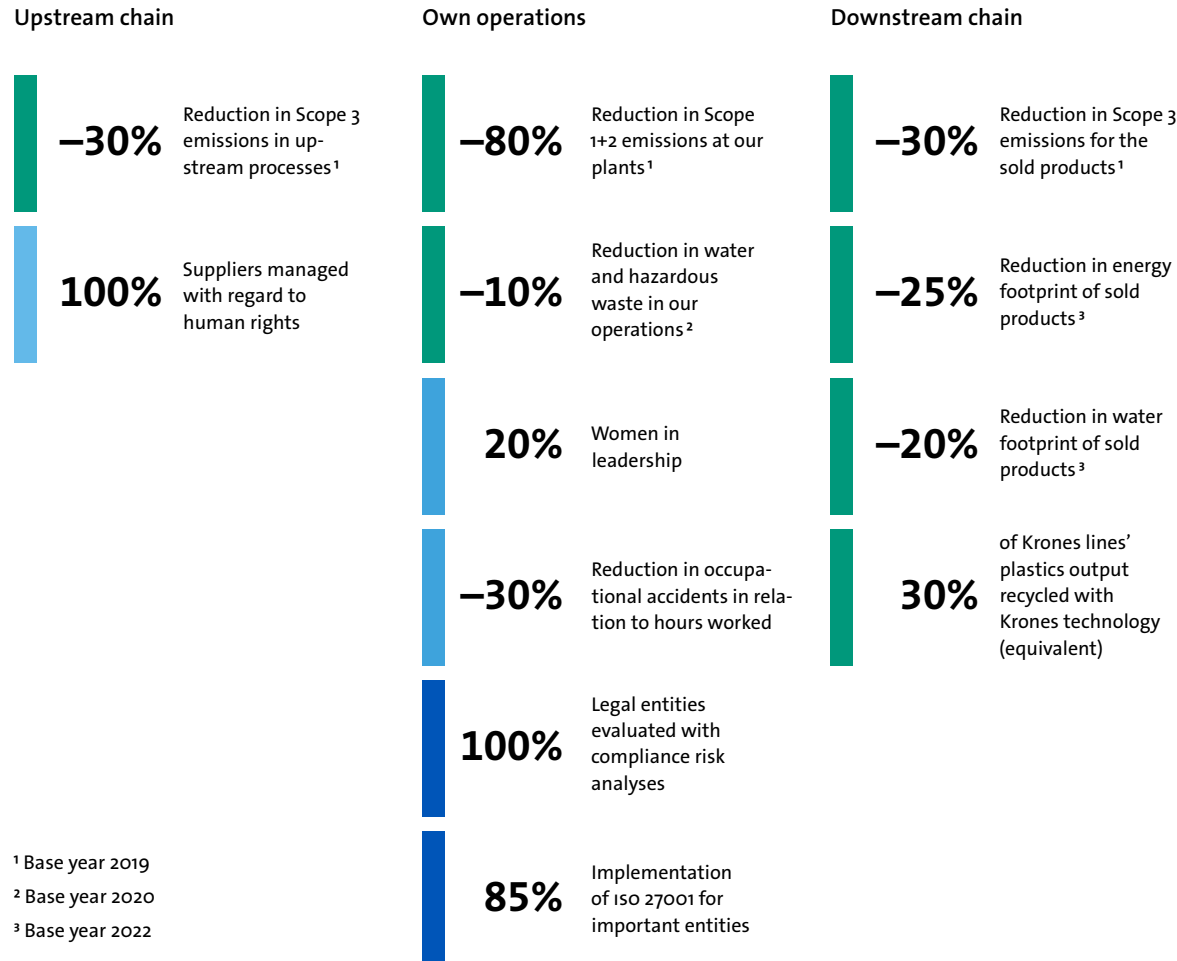 Upstream chain
–30%
Reduction in Scope 3
emissions in up-
stream processes ¹
100%
Suppliers managed
with regard to
human rights
Own operations
–80%
Reduction in Scope
1+2 emissions at our
plants ¹
–10%
Reduction in water
and hazardous
waste in our
operations ²
20%
Women in
leadership
–30%
Reduction in occupa-
tional accidents in rela-
tion to hours worked
100%
Legal entities
evaluated with
compliance risk
analyses
85%
Implementation
of ISO 27001 for
important entities
Downstream chain
–30%
Reduction in Scope 3
emissions for the
sold products ¹
–25%
Reduction in energy
footprint of sold
products ³
–20%
Reduction in water
footprint of sold
products ³
30%
of Krones lines’
plastics output
recycled with
Krones technology
(equivalent)
¹ Base year 2019
² Base year 2020
³ Base year 2022